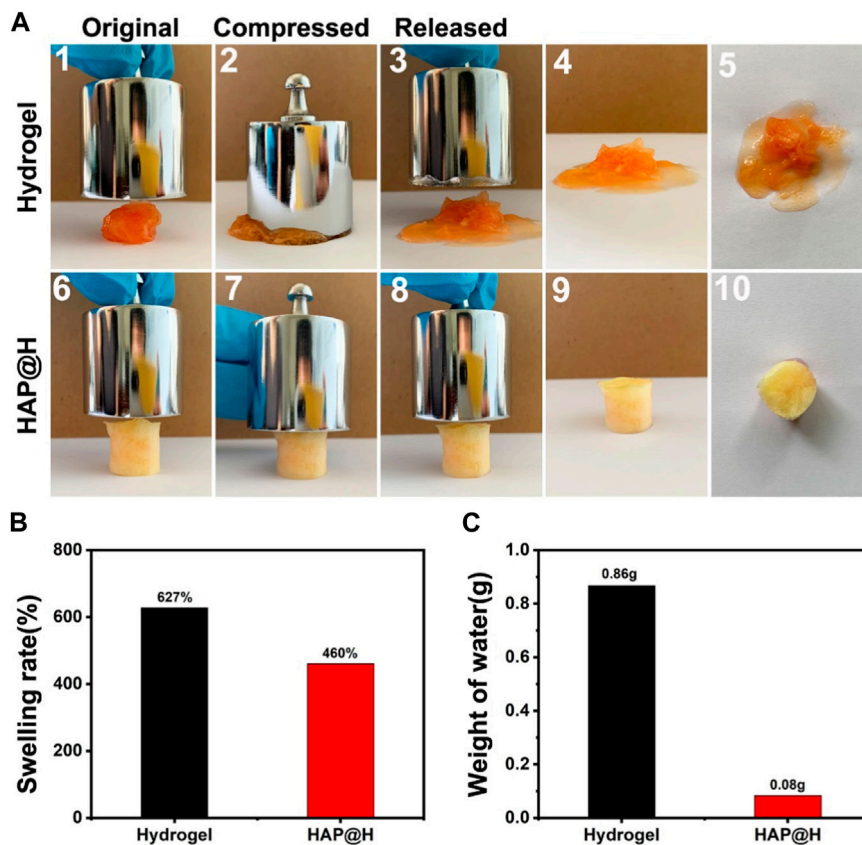 A
Original Compressed Released
Hydrogel
1 2 3 4 5
HAP@H
6 7 8 9 10
B
Swelling rate(%)
800
600
400
200
0
627%
460%
Hydrogel HAP@H
C
Weight of water(g)
1.0
0.8
0.6
0.4
0.2
0.0
0.86g
0.08g
Hydrogel HAP@H